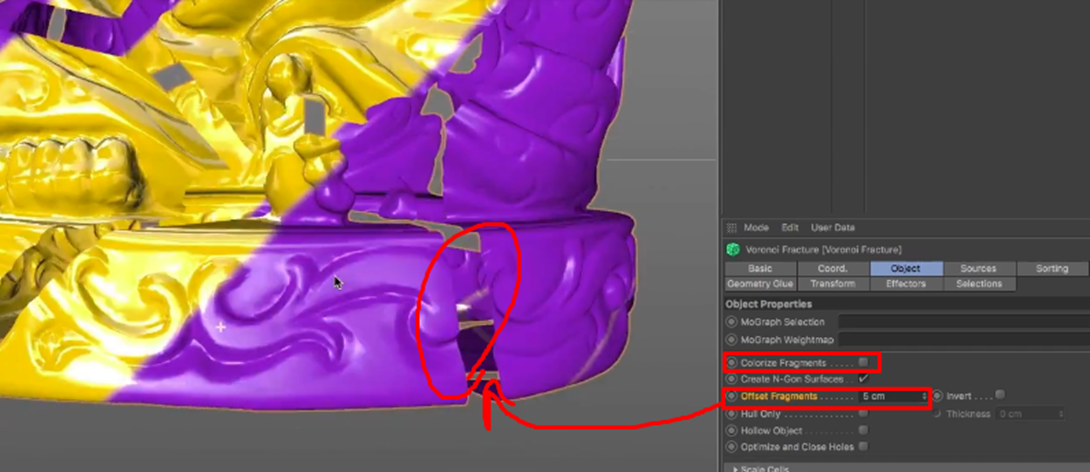 Mode Edit User Data
Voronoi Fracture [Voronoi Fracture]
Basic Coord. Object Sources Sorting
Geometry Glue Transform Effectors Selections
Object Properties
MoGraph Selection
MoGraph Weightmap
Colorize Fragments . . . . .
Create N-Gon Surfaces . .
Offset Fragments . . . . . . . 5 cm Invert . . . .
Hull Only . . . . . . . . . . . . . Thickness 0 cm
Hollow Object . . . . . . . . .
Optimize and Close Holes
Scale Cells